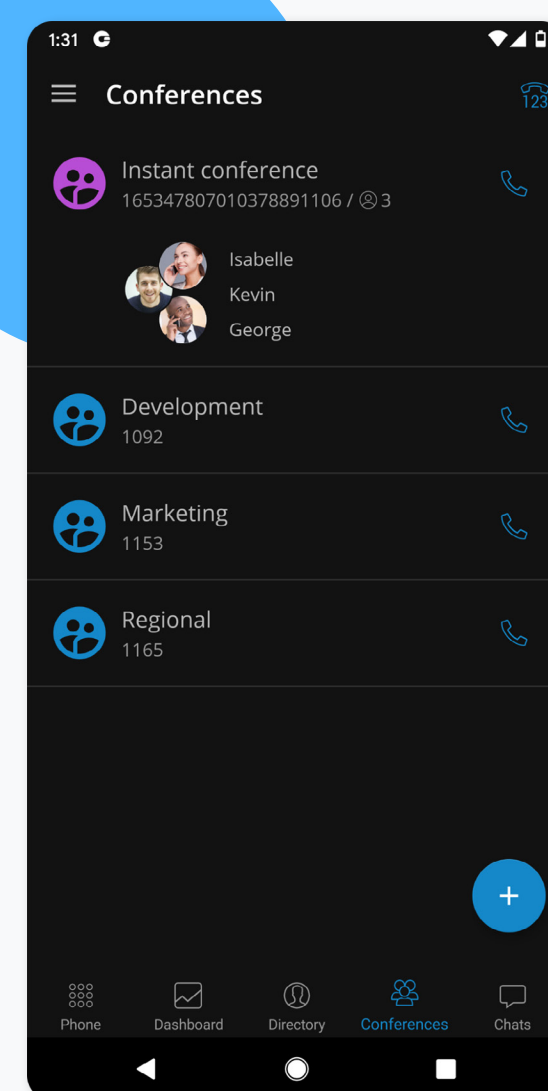 1:31
Conferences
123
Instant conference
165347807010378891106 / 3
Isabelle
Kevin
George
Development
1092
Marketing
1153
Regional
1165
+
Phone
Dashboard
Directory
Conferences
Chats